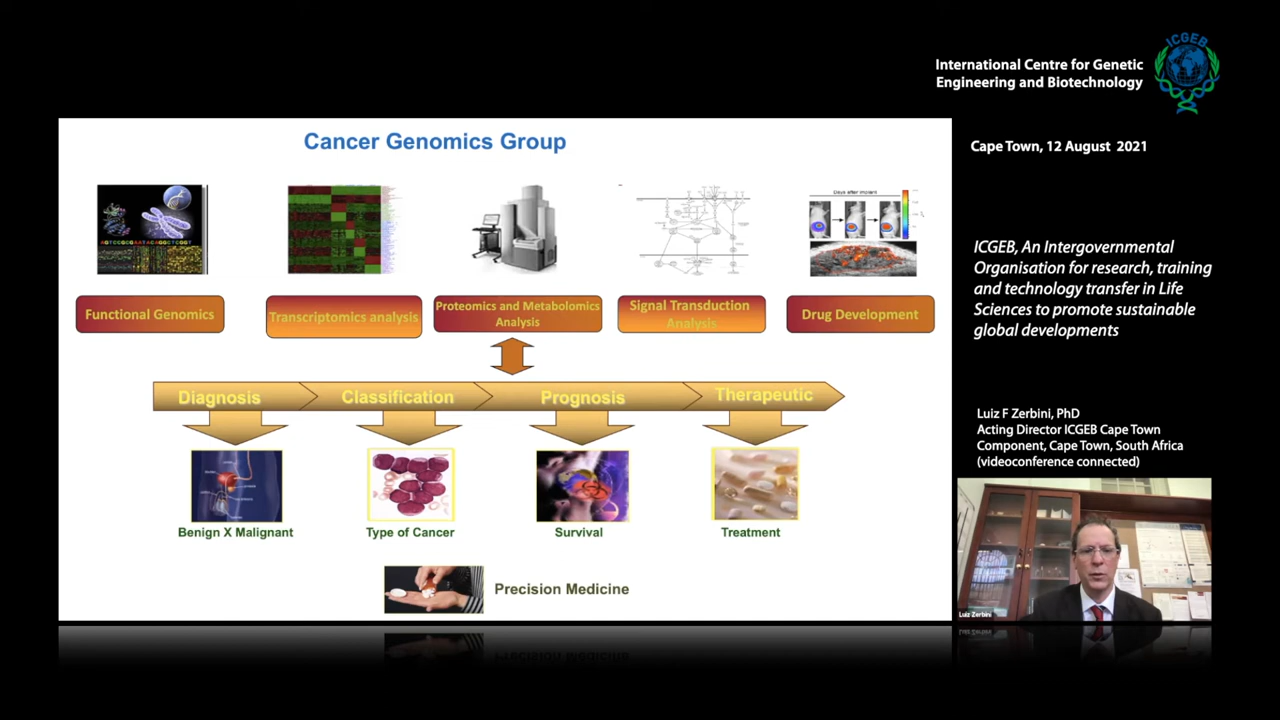 ICGEB
International Centre for Genetic
Engineering and Biotechnology
Cape Town, 12 August 2021
Cancer Genomics Group
Days after implant
Functional Genomics
Transcriptomics analysis
Proteomics and Metabolomics
Analysis
Signal Transduction
Analysis
Drug Development
Diagnosis
Classification
Prognosis
Therapeutic
Benign X Malignant
Type of Cancer
Survival
Treatment
Precision Medicine
ICGEB, An Intergovernmental
Organisation for research, training
and technology transfer in Life
Sciences to promote sustainable
global developments
Luiz F Zerbini, PhD
Acting Director ICGEB Cape Town
Component, Cape Town, South Africa
(videoconference connected)
Luiz Zerbini